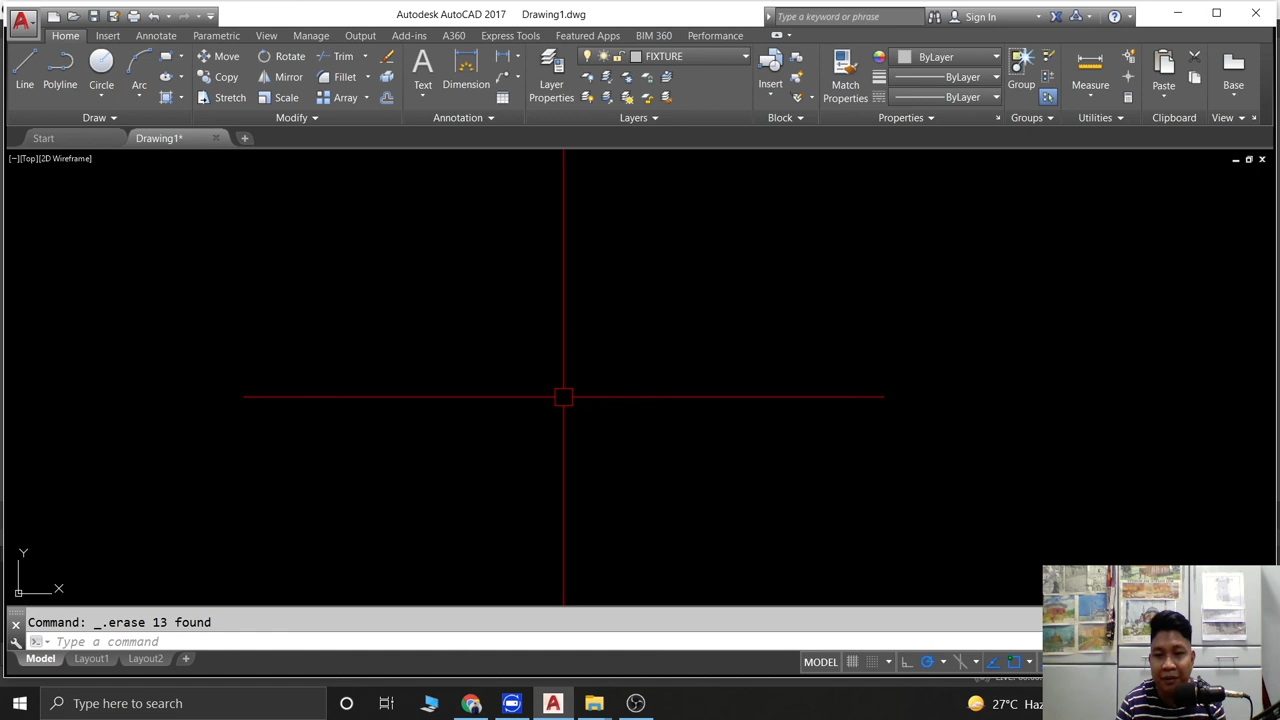 Autodesk AutoCAD 2017 Drawing1.dwg
Type a keyword or phrase
Sign In
Home Insert Annotate Parametric View Manage Output Add-ins A360 Express Tools Featured Apps BIM 360 Performance
Line Polyline Circle Arc
Move Rotate Trim
Copy Mirror Fillet
Stretch Scale Array
Text Dimension
Layer Properties
FIXTURE
Insert
Match Properties
ByLayer
ByLayer
ByLayer
Group
Measure
Paste
Base
Draw Modify Annotation Layers Block Properties Groups Utilities Clipboard View
Start Drawing1*
[−][Top][2D Wireframe]
Y
X
Command: _.erase 13 found
Type a command
Model Layout1 Layout2
MODEL
Type here to search
27°C Haz